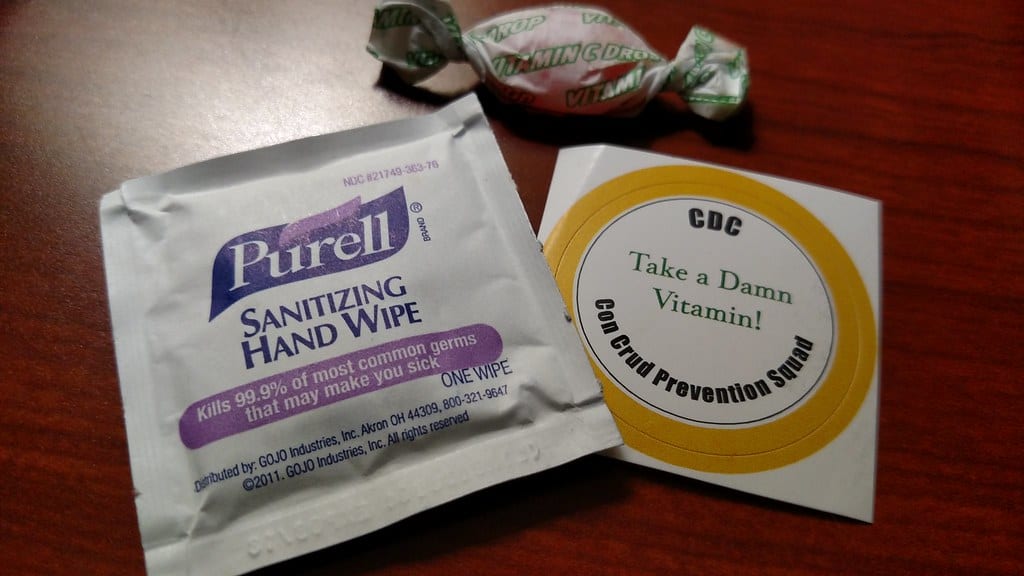 VITAMIN C DROP
VITAMI
NDC #21749-363-76
Purell®
BRAND
SANITIZING
HAND WIPE
Kills 99.9% of most common germs
that may make you sick
ONE WIPE
Distributed by: GOJO Industries, Inc. Akron OH 44309, 800-321-9647
©2011. GOJO Industries, Inc. All rights reserved
CDC
Take a Damn
Vitamin!
Con Crud Prevention Squad